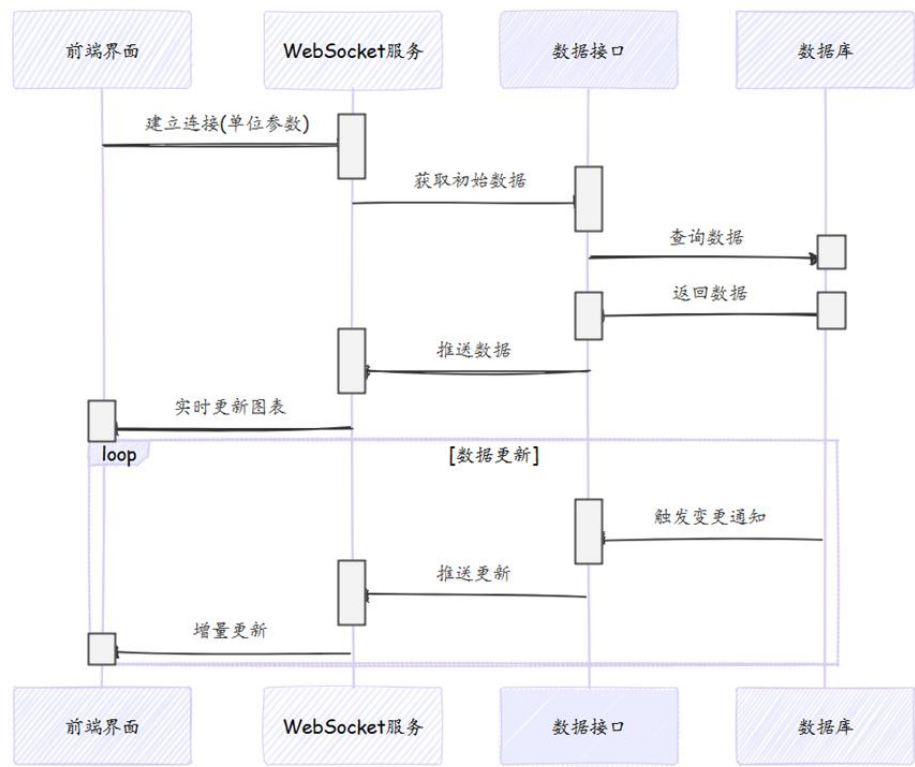 前端界面
WebSocket服务
数据接口
数据库
建立连接(单位参数)
获取初始数据
查询数据
返回数据
推送数据
实时更新图表
loop
[数据更新]
触发变更通知
推送更新
增量更新
前端界面
WebSocket服务
数据接口
数据库